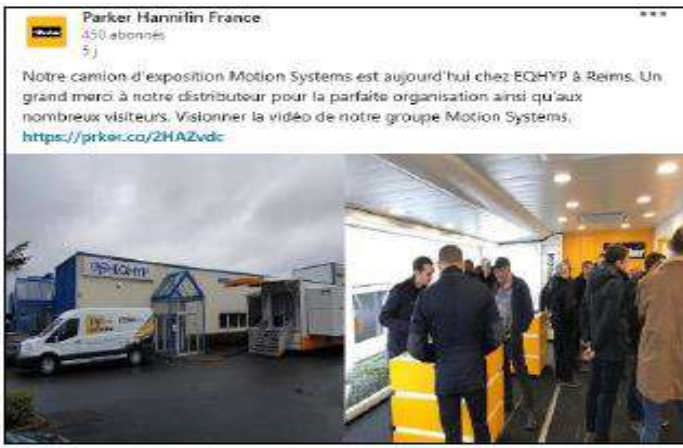 Parker Hannifin France
450 abonnés
5 j
Notre camion d'exposition Motion Systems est aujourd'hui chez EQHYP à Reims. Un
grand merci à notre distributeur pour la parfaite organisation ainsi qu'aux
nombreux visiteurs. Visionner la vidéo de notre groupe Motion Systems.
https://prker.co/2HAZvdc
EQHYP